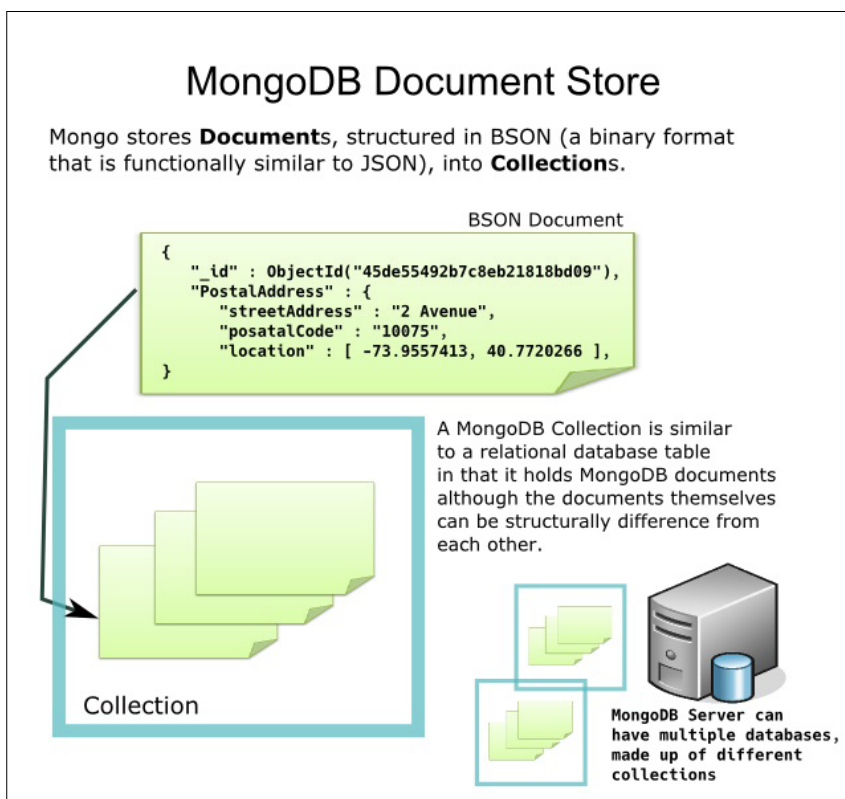 MongoDB Document Store
Mongo stores Documents, structured in BSON (a binary format
that is functionally similar to JSON), into Collections.
BSON Document
{
"_id" : ObjectId("45de55492b7c8eb21818bd09"),
"PostalAddress" : {
"streetAddress" : "2 Avenue",
"posatalCode" : "10075",
"location" : [ -73.9557413, 40.7720266 ],
}
A MongoDB Collection is similar
to a relational database table
in that it holds MongoDB documents
although the documents themselves
can be structurally difference from
each other.
Collection
MongoDB Server can
have multiple databases,
made up of different
collections